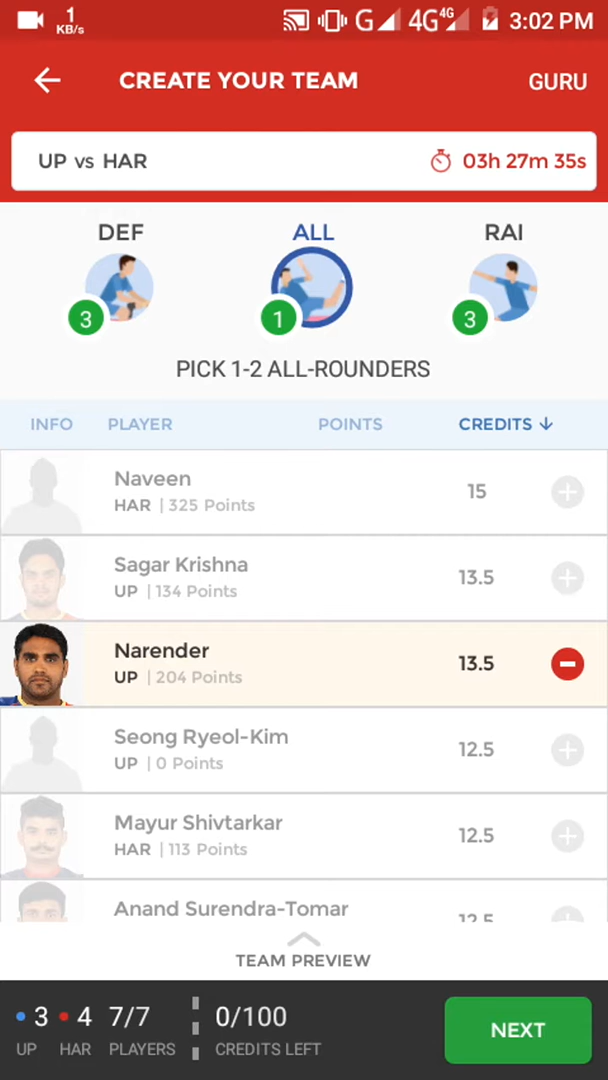 1 KB/s G 4G 4G 3:02 PM
CREATE YOUR TEAM GURU
UP vs HAR 03h 27m 35s
DEF ALL RAI
3 1 3
PICK 1-2 ALL-ROUNDERS
INFO PLAYER POINTS CREDITS ↓
Naveen
HAR | 325 Points 15
Sagar Krishna
UP | 134 Points 13.5
Narender
UP | 204 Points 13.5
Seong Ryeol-Kim
UP | 0 Points 12.5
Mayur Shivtarkar
HAR | 113 Points 12.5
Anand Surendra-Tomar 12.5
TEAM PREVIEW
3 4 7/7 0/100 NEXT
UP HAR PLAYERS CREDITS LEFT